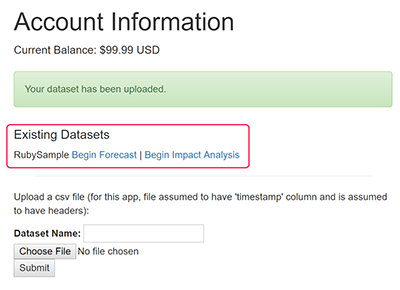 Account Information
Current Balance: $99.99 USD
Your dataset has been uploaded.
Existing Datasets
RubySample Begin Forecast | Begin Impact Analysis
Upload a csv file (for this app, file assumed to have 'timestamp' column and is assumed
to have headers):
Dataset Name:
Choose File No file chosen
Submit